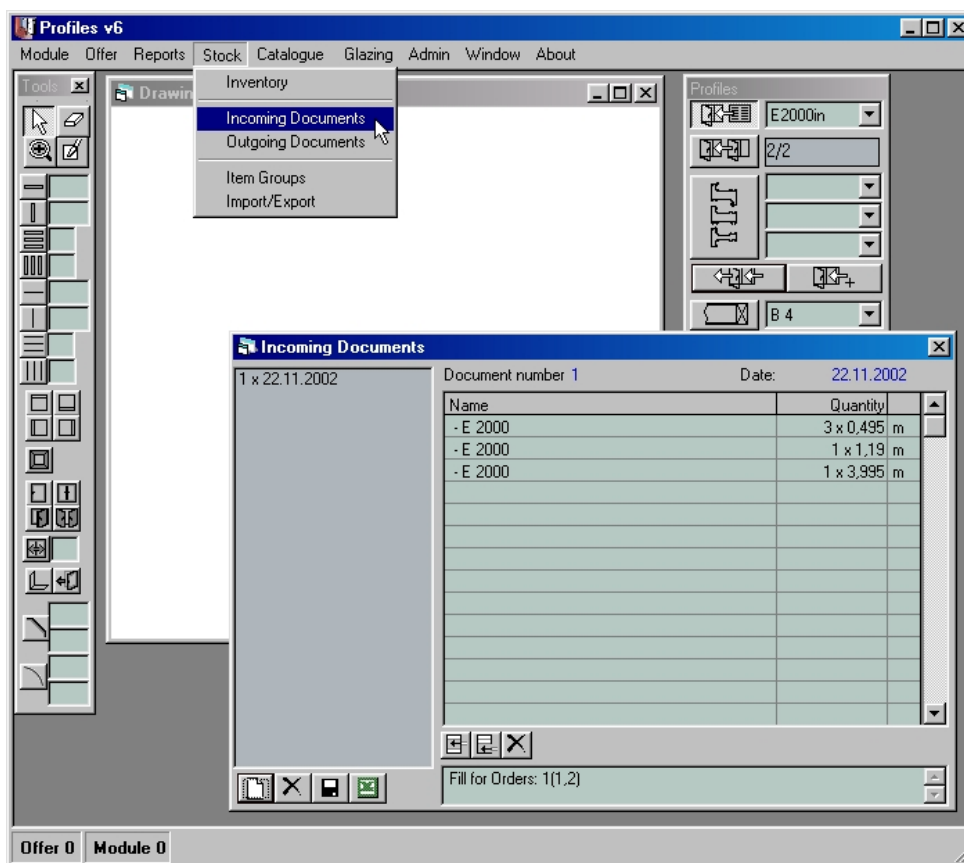 Profiles v6
Module Offer Reports Stock Catalogue Glazing Admin Window About
Tools
Drawin
Inventory
Incoming Documents
Outgoing Documents
Item Groups
Import/Export
Profiles
E2000in
2/2
B 4
Incoming Documents
1 x 22.11.2002
Document number 1 Date: 22.11.2002
Name Quantity
- E 2000 3 x 0,495 m
- E 2000 1 x 1,19 m
- E 2000 1 x 3,995 m
Fill for Orders: 1(1,2)
Offer 0 Module 0